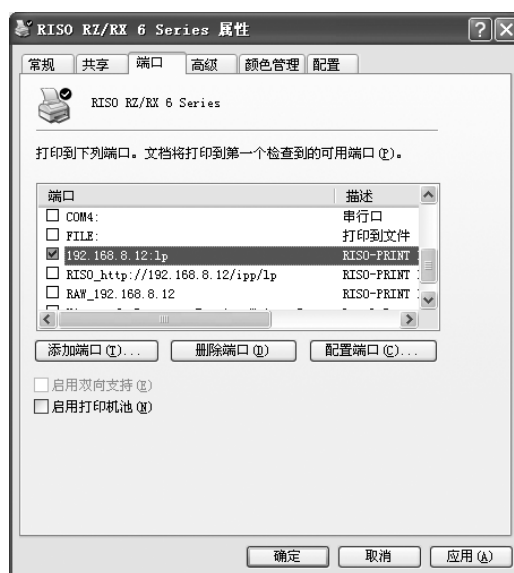 RISO RZ/RX 6 Series 属性
常规 共享 端口 高级 颜色管理 配置
RISO RZ/RX 6 Series
打印到下列端口。文档将打印到第一个检查到的可用端口(P)。
端口 描述
COM4: 串行口
FILE: 打印到文件
192.168.8.12:lp RISO-PRINT
RISO_http://192.168.8.12/ipp/lp RISO-PRINT
RAW_192.168.8.12 RISO-PRINT
添加端口(T)... 删除端口(D) 配置端口(C)...
启用双向支持(E)
启用打印机池(N)
确定 取消 应用(A)